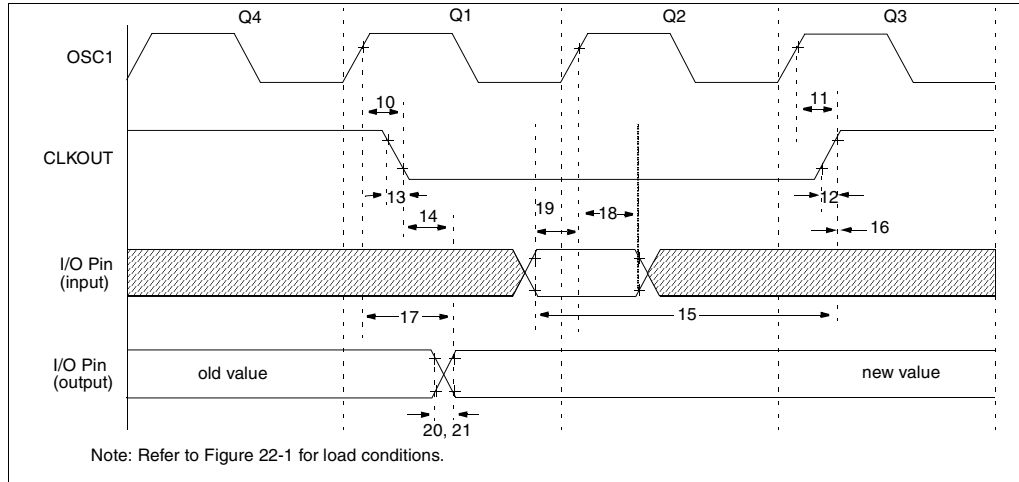 Q4 Q1 Q2 Q3
OSC1
10 11
CLKOUT
13 12
14 19 18 16
I/O Pin
(input)
17 15
I/O Pin
(output)
old value new value
20, 21
Note: Refer to Figure 22-1 for load conditions.